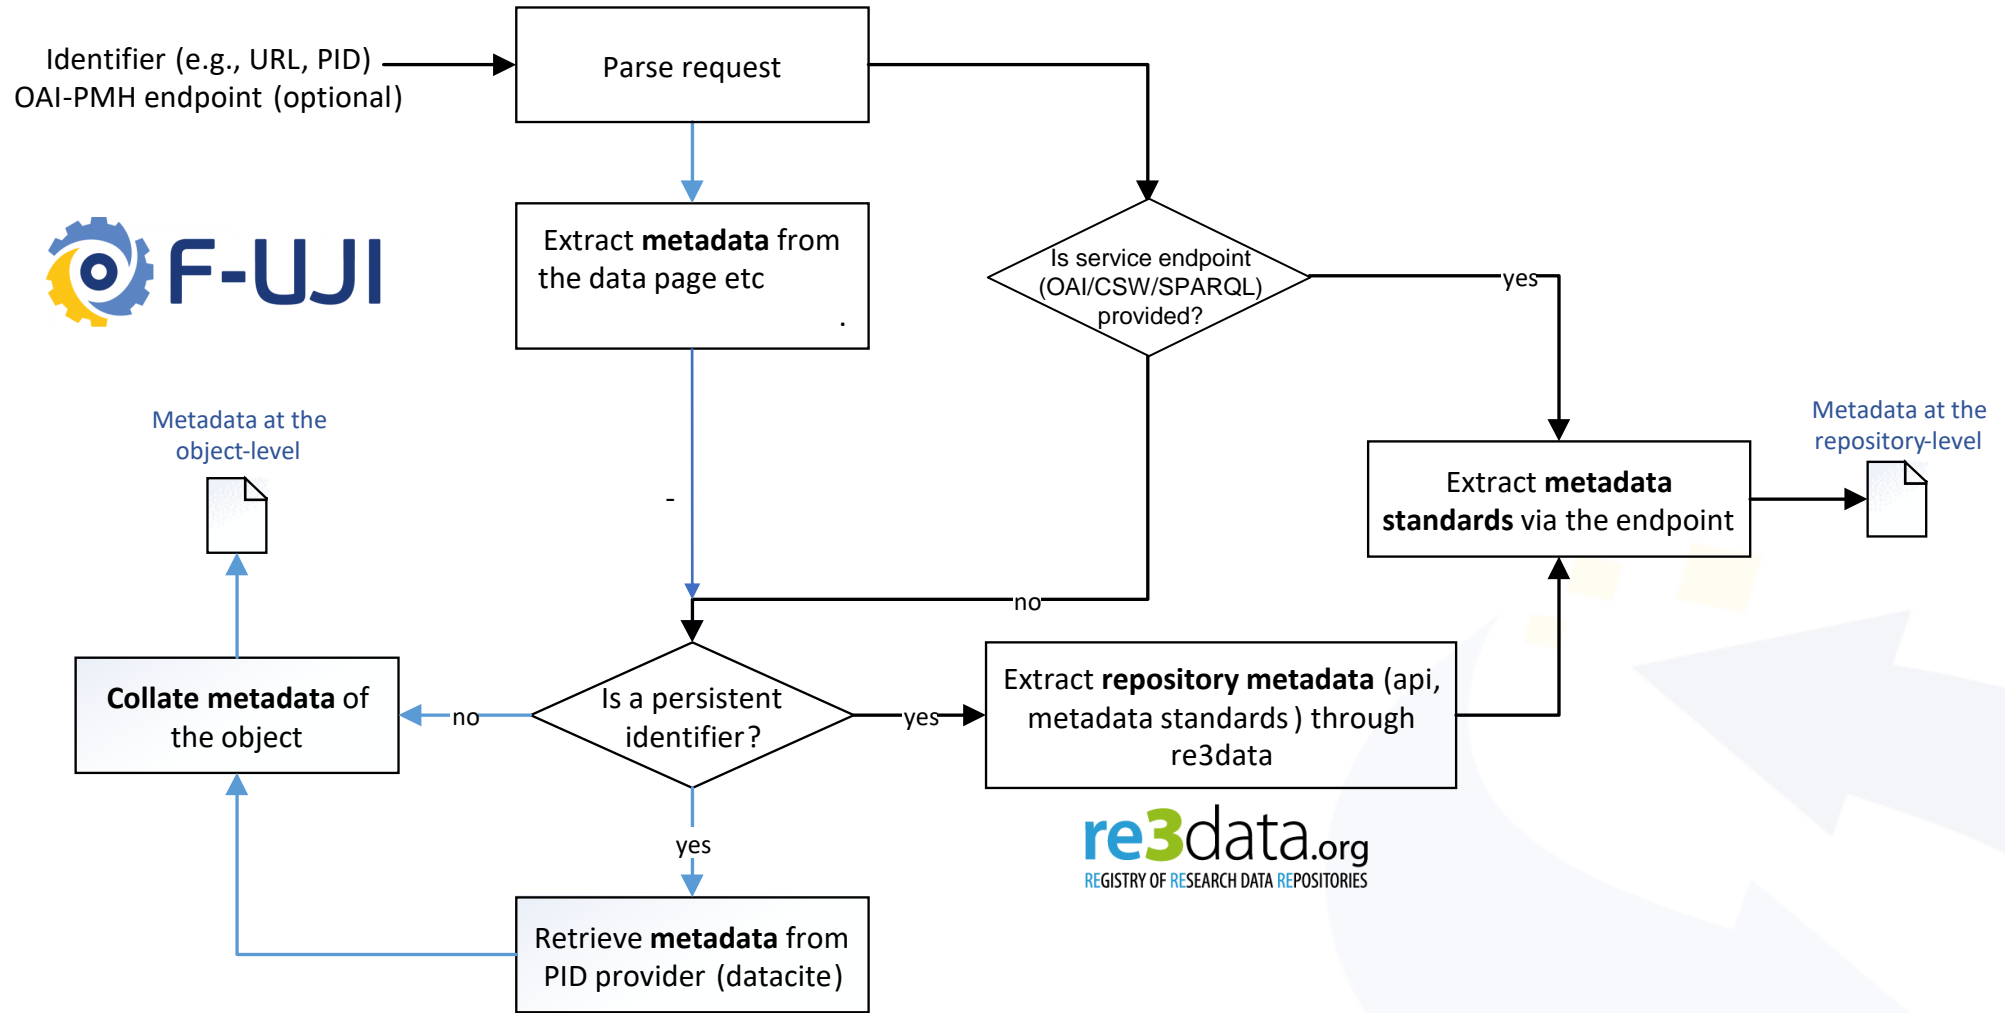 Identifier (e.g., URL, PID)
OAI-PMH endpoint (optional)
Parse request
F-UJI
Extract metadata from
the data page etc
.
Is service endpoint
(OAI/CSW/SPARQL)
provided?
yes
Metadata at the
object-level
-
Extract metadata
standards via the endpoint
Metadata at the
repository-level
no
Collate metadata of
the object
no
Is a persistent
identifier?
yes
Extract repository metadata (api,
metadata standards) through
re3data
yes
re3data.org
REGISTRY OF RESEARCH DATA REPOSITORIES
Retrieve metadata from
PID provider (datacite)